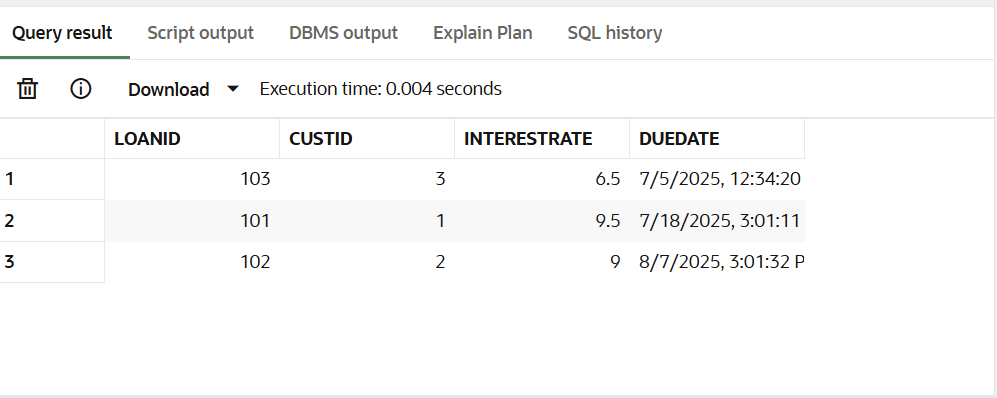 Query result Script output DBMS output Explain Plan SQL history
Download Execution time: 0.004 seconds
LOANID CUSTID INTERESTRATE DUEDATE
1 103 3 6.5 7/5/2025, 12:34:20
2 101 1 9.5 7/18/2025, 3:01:11
3 102 2 9 8/7/2025, 3:01:32 P